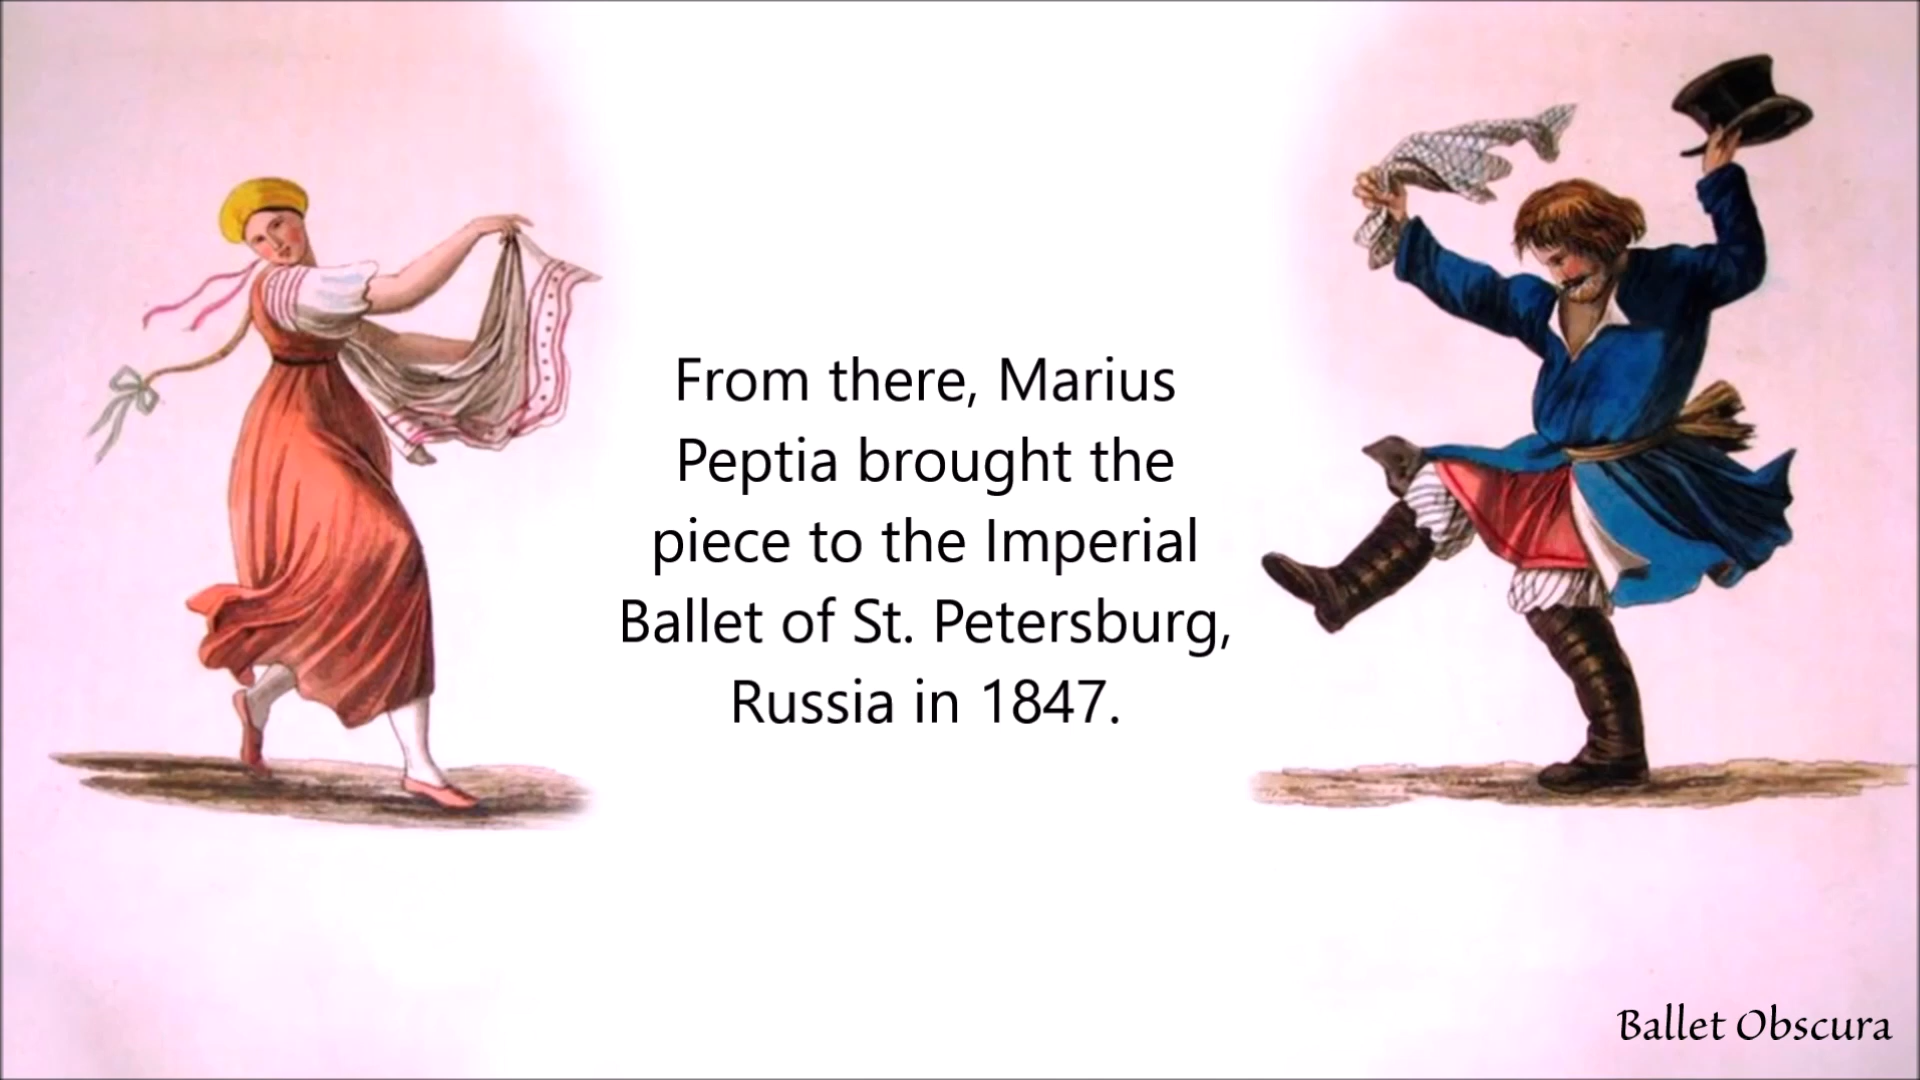 From there, Marius
Peptia brought the
piece to the Imperial
Ballet of St. Petersburg,
Russia in 1847.
Ballet Obscura